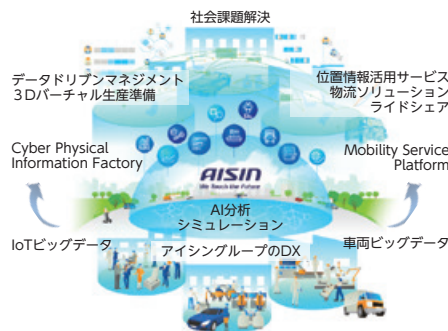 社会課題解決
データドリブンマネジメント
3Dバーチャル生産準備
位置情報活用サービス
物流ソリューション
ライドシェア
Cyber Physical
Information Factory
Mobility Service
Platform
AISIN
We Touch the Future
AI分析
シミュレーション
IoTビッグデータ
車両ビッグデータ
アイシングループのDX